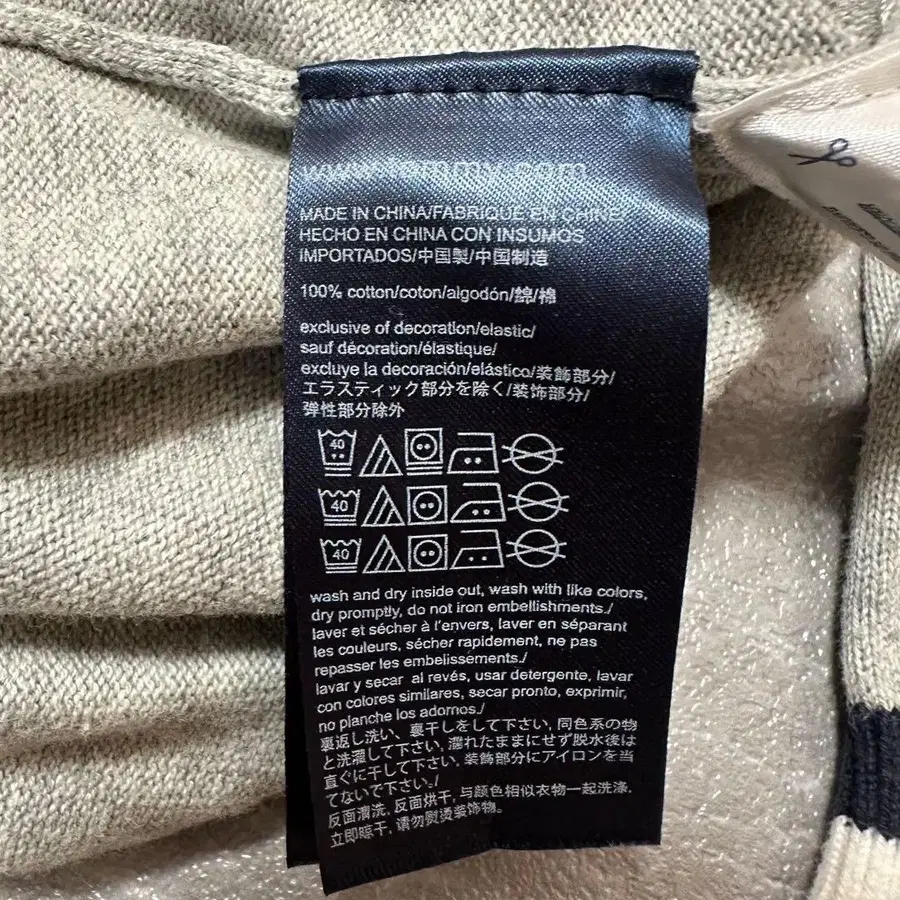 www.tommy.com
MADE IN CHINA/FABRIQUE EN CHINE/
HECHO EN CHINA CON INSUMOS
IMPORTADOS/中国製/中国制造
100% cotton/coton/algodón/綿/棉
exclusive of decoration/elastic/
sauf décoration/élastique/
excluye la decoración/elástico/装飾部分/
エラスティック部分を除く/装饰部分/
弹性部分除外
40
40
40
wash and dry inside out, wash with like colors,
dry promptly, do not iron embellishments./
laver et sécher à l'envers, laver en séparant
les couleurs, sécher rapidement, ne pas
repasser les embelissements./
lavar y secar al revés, usar detergente, lavar
con colores similares, secar pronto, exprimir,
no planche los adornos./
裏返し洗い、裏干しをして下さい, 同色系の物
と洗濯して下さい, 濡れたままにせず脱水後は
直ぐに干して下さい, 装飾部分にアイロンを当
てないで下さい./
反面清洗, 反面烘干, 与颜色相似衣物一起洗涤,
立即晾干, 请勿熨烫装饰物.